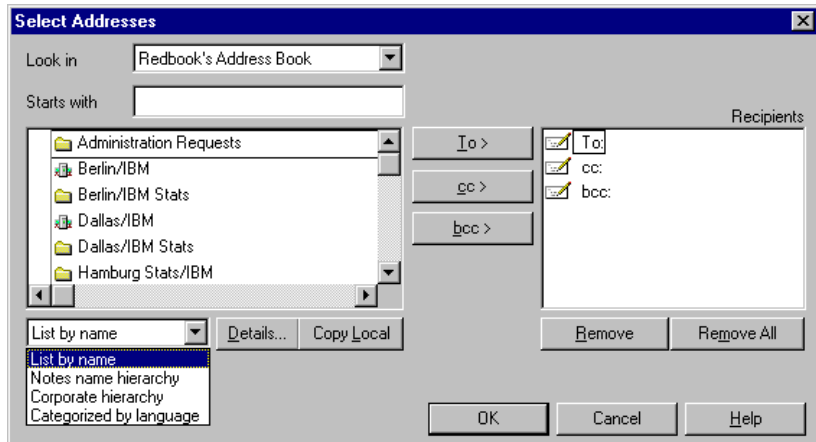 Select Addresses
Look in
Redbook's Address Book
Starts with
Recipients
Administration Requests
Berlin/IBM
Berlin/IBM Stats
Dallas/IBM
Dallas/IBM Stats
Hamburg Stats/IBM
To >
cc >
bcc >
To:
cc:
bcc:
List by name
Details...
Copy Local
Remove
Remove All
List by name
Notes name hierarchy
Corporate hierarchy
Categorized by language
OK
Cancel
Help